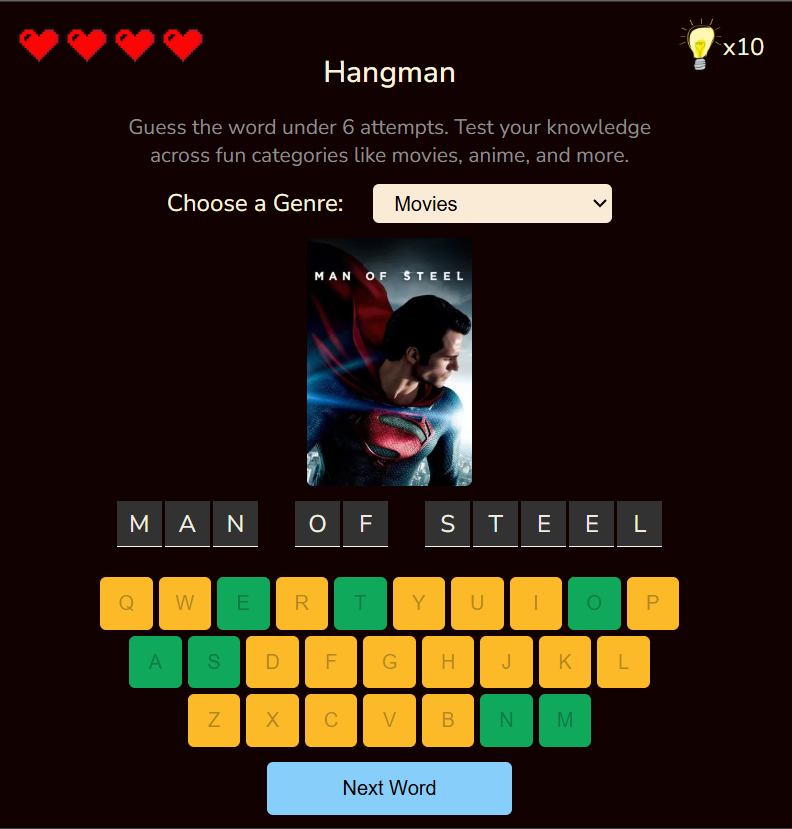 x10
Hangman
Guess the word under 6 attempts. Test your knowledge
across fun categories like movies, anime, and more.
Choose a Genre: Movies
MAN OF STEEL
M A N O F S T E E L
Q W E R T Y U I O P
A S D F G H J K L
Z X C V B N M
Next Word